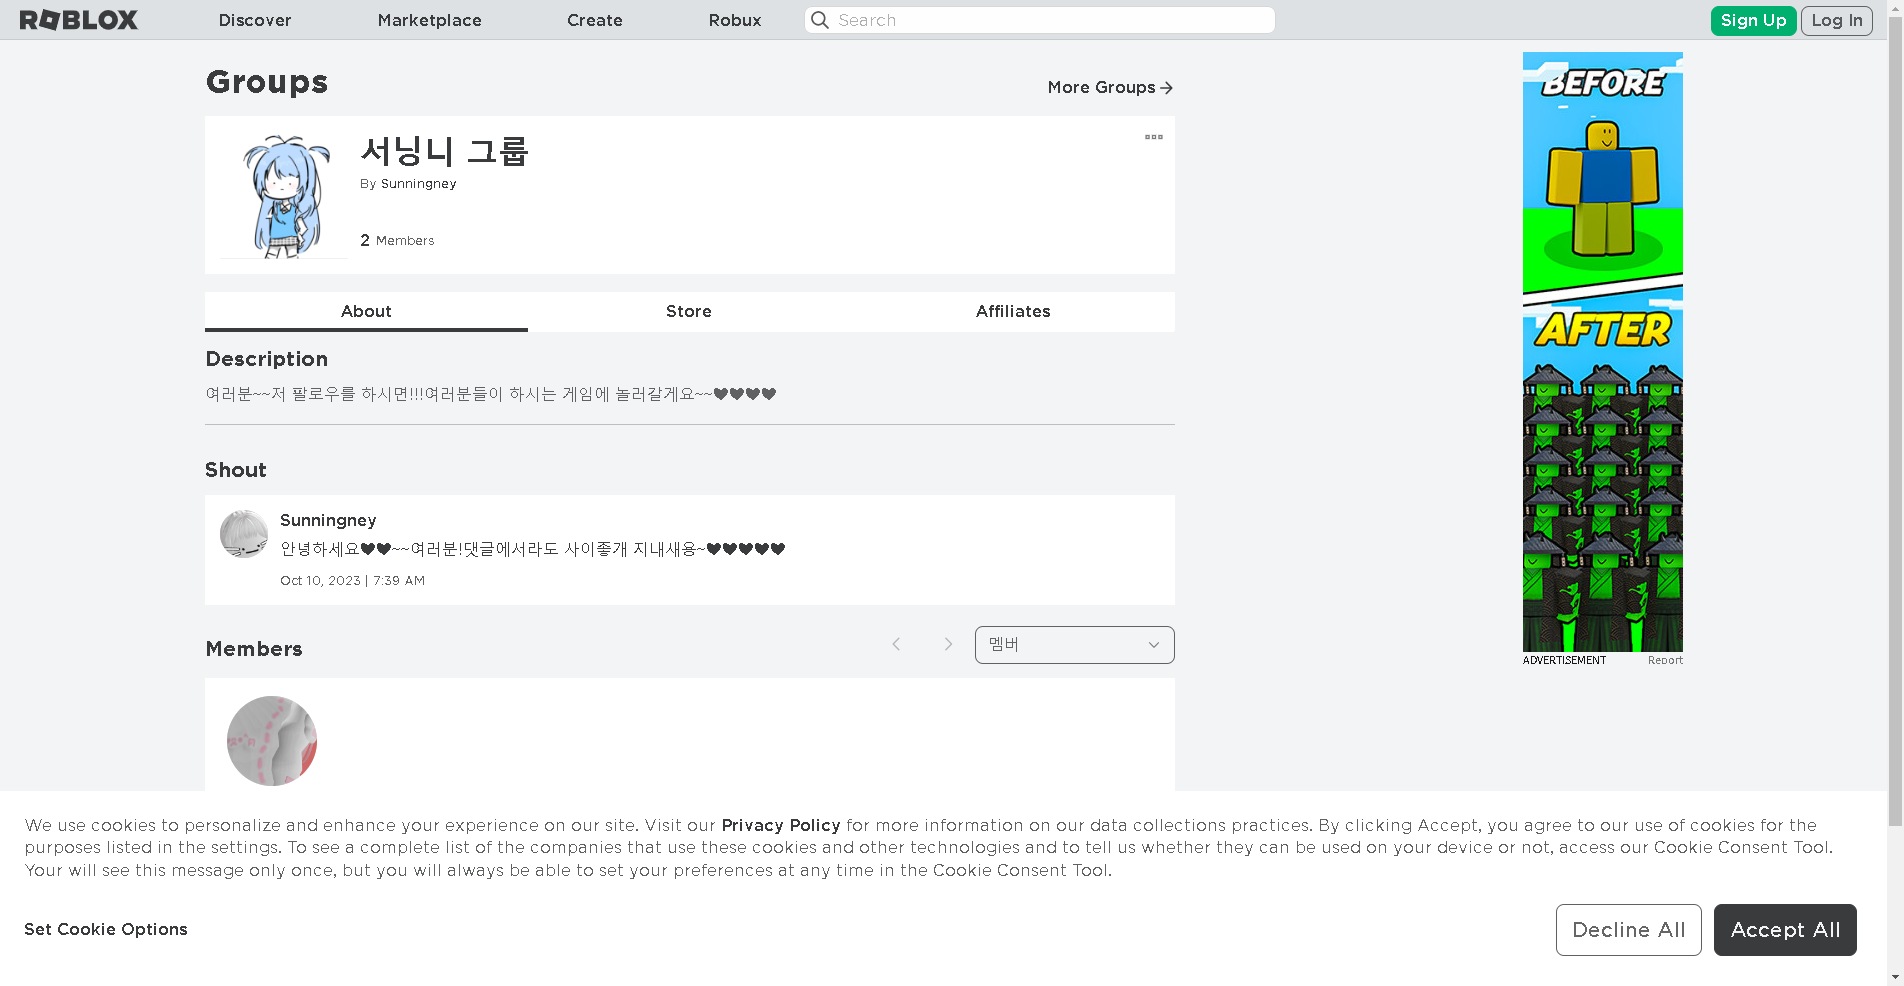 ROBLOX
Discover
Marketplace
Create
Robux
Search
Sign Up
Log In
Groups
More Groups
서닝니 그룹
By Sunningney
2 Members
About
Store
Affiliates
Description
여러분~~저 팔로우를 하시면!!!여러분들이 하시는 게임에 놀러갈게요~~♥♥♥♥
Shout
Sunningney
안녕하세요♥♥~~여러분!댓글에서라도 사이좋개 지내새용~♥♥♥♥♥
Oct 10, 2023 | 7:39 AM
Members
멤버
BEFORE
AFTER
ADVERTISEMENT
Report
We use cookies to personalize and enhance your experience on our site. Visit our Privacy Policy for more information on our data collections practices. By clicking Accept, you agree to our use of cookies for the
purposes listed in the settings. To see a complete list of the companies that use these cookies and other technologies and to tell us whether they can be used on your device or not, access our Cookie Consent Tool.
Your will see this message only once, but you will always be able to set your preferences at any time in the Cookie Consent Tool.
Set Cookie Options
Decline All
Accept All